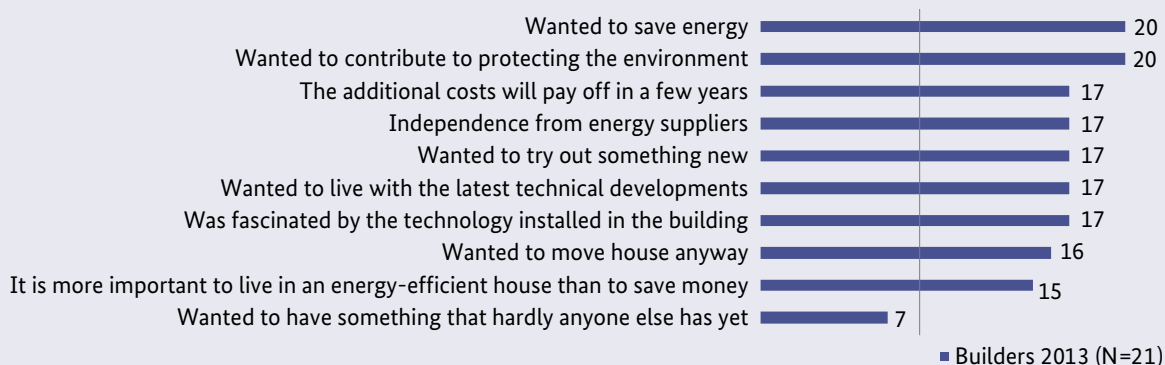 Wanted to save energy 20
Wanted to contribute to protecting the environment 20
The additional costs will pay off in a few years 17
Independence from energy suppliers 17
Wanted to try out something new 17
Wanted to live with the latest technical developments 17
Was fascinated by the technology installed in the building 17
Wanted to move house anyway 16
It is more important to live in an energy-efficient house than to save money 15
Wanted to have something that hardly anyone else has yet 7
Builders 2013 (N=21)